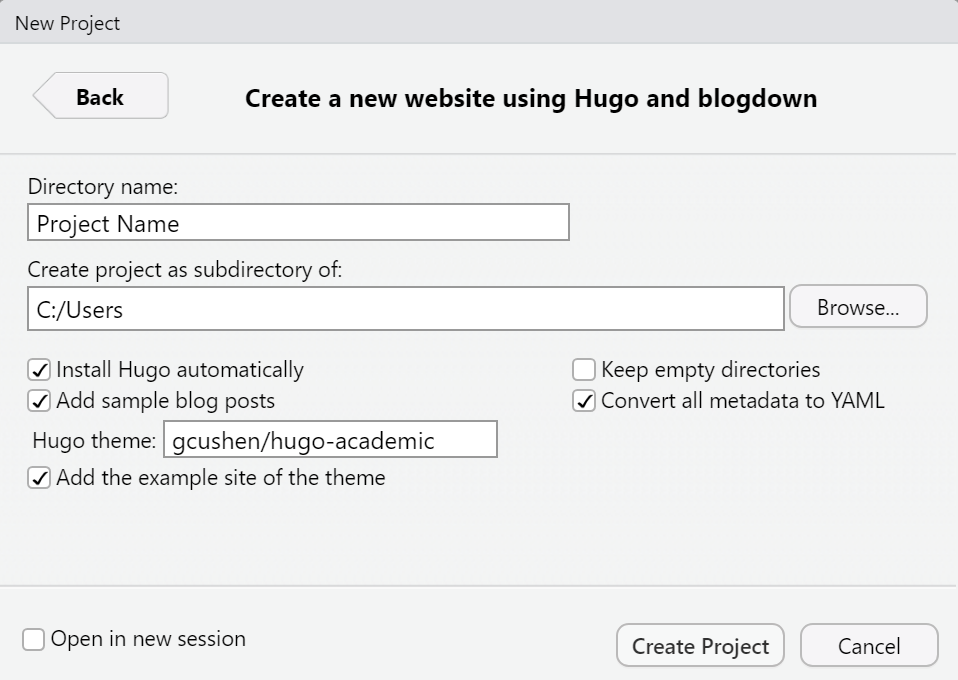 New Project
Back
Create a new website using Hugo and blogdown
Directory name:
Project Name
Create project as subdirectory of:
C:/Users
Browse...
Install Hugo automatically
Keep empty directories
Add sample blog posts
Convert all metadata to YAML
Hugo theme: gcushen/hugo-academic
Add the example site of the theme
Open in new session
Create Project
Cancel